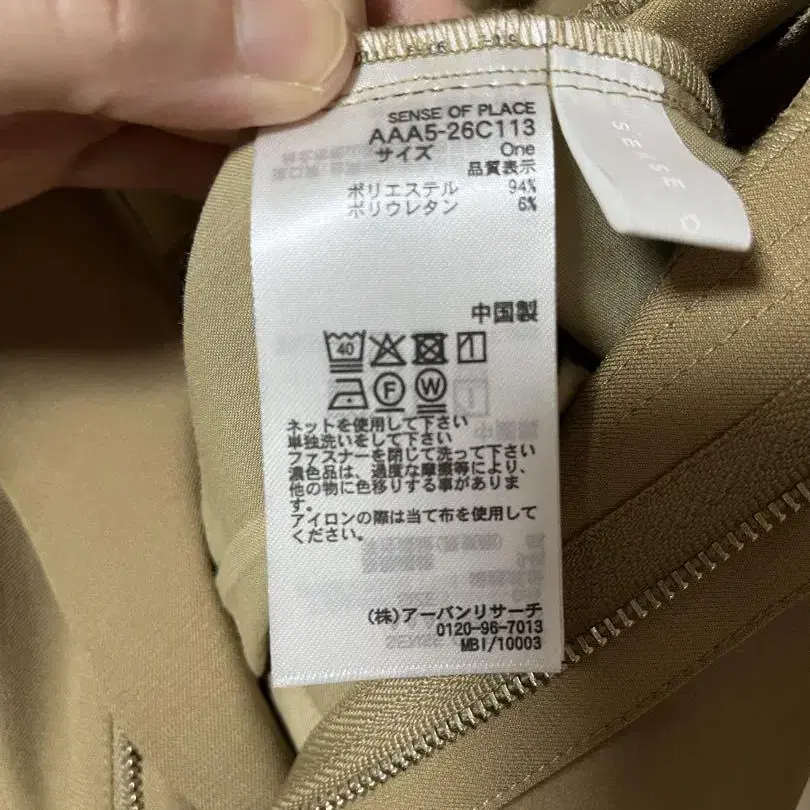 SENSE OF PLACE
AAA5-26C113
サイズ One
品質表示
ポリエステル 94%
ポリウレタン 6%
中国製
40
F W
ネットを使用して下さい
単独洗いをして下さい
ファスナーを閉じて洗って下さい
濃色品は、過度な摩擦等により、
他の物に色移りする事がありま
す。
アイロンの際は当て布を使用して
ください。
(株)アーバンリサーチ
0120-96-7013
MBI/10003
SENSE